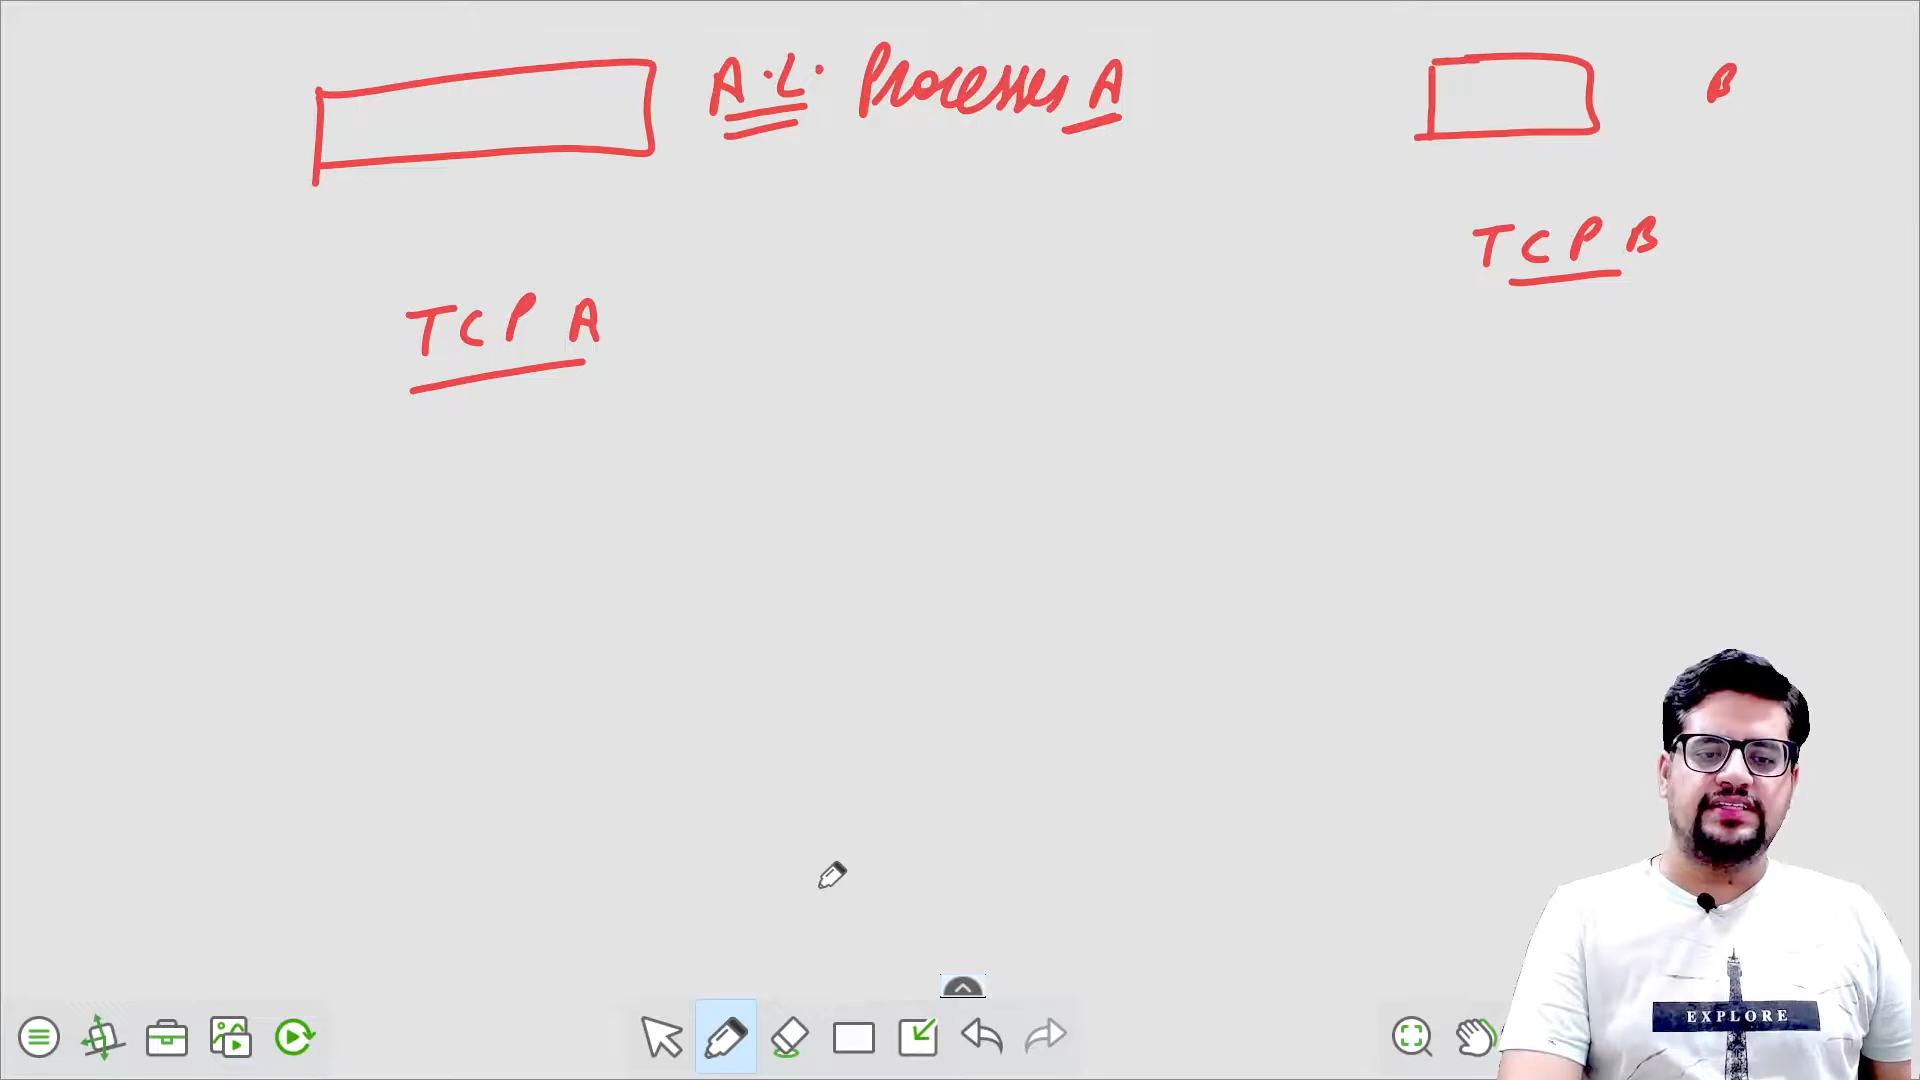 A.L. Processes A
B
TCP B
TCP A
EXPLORE